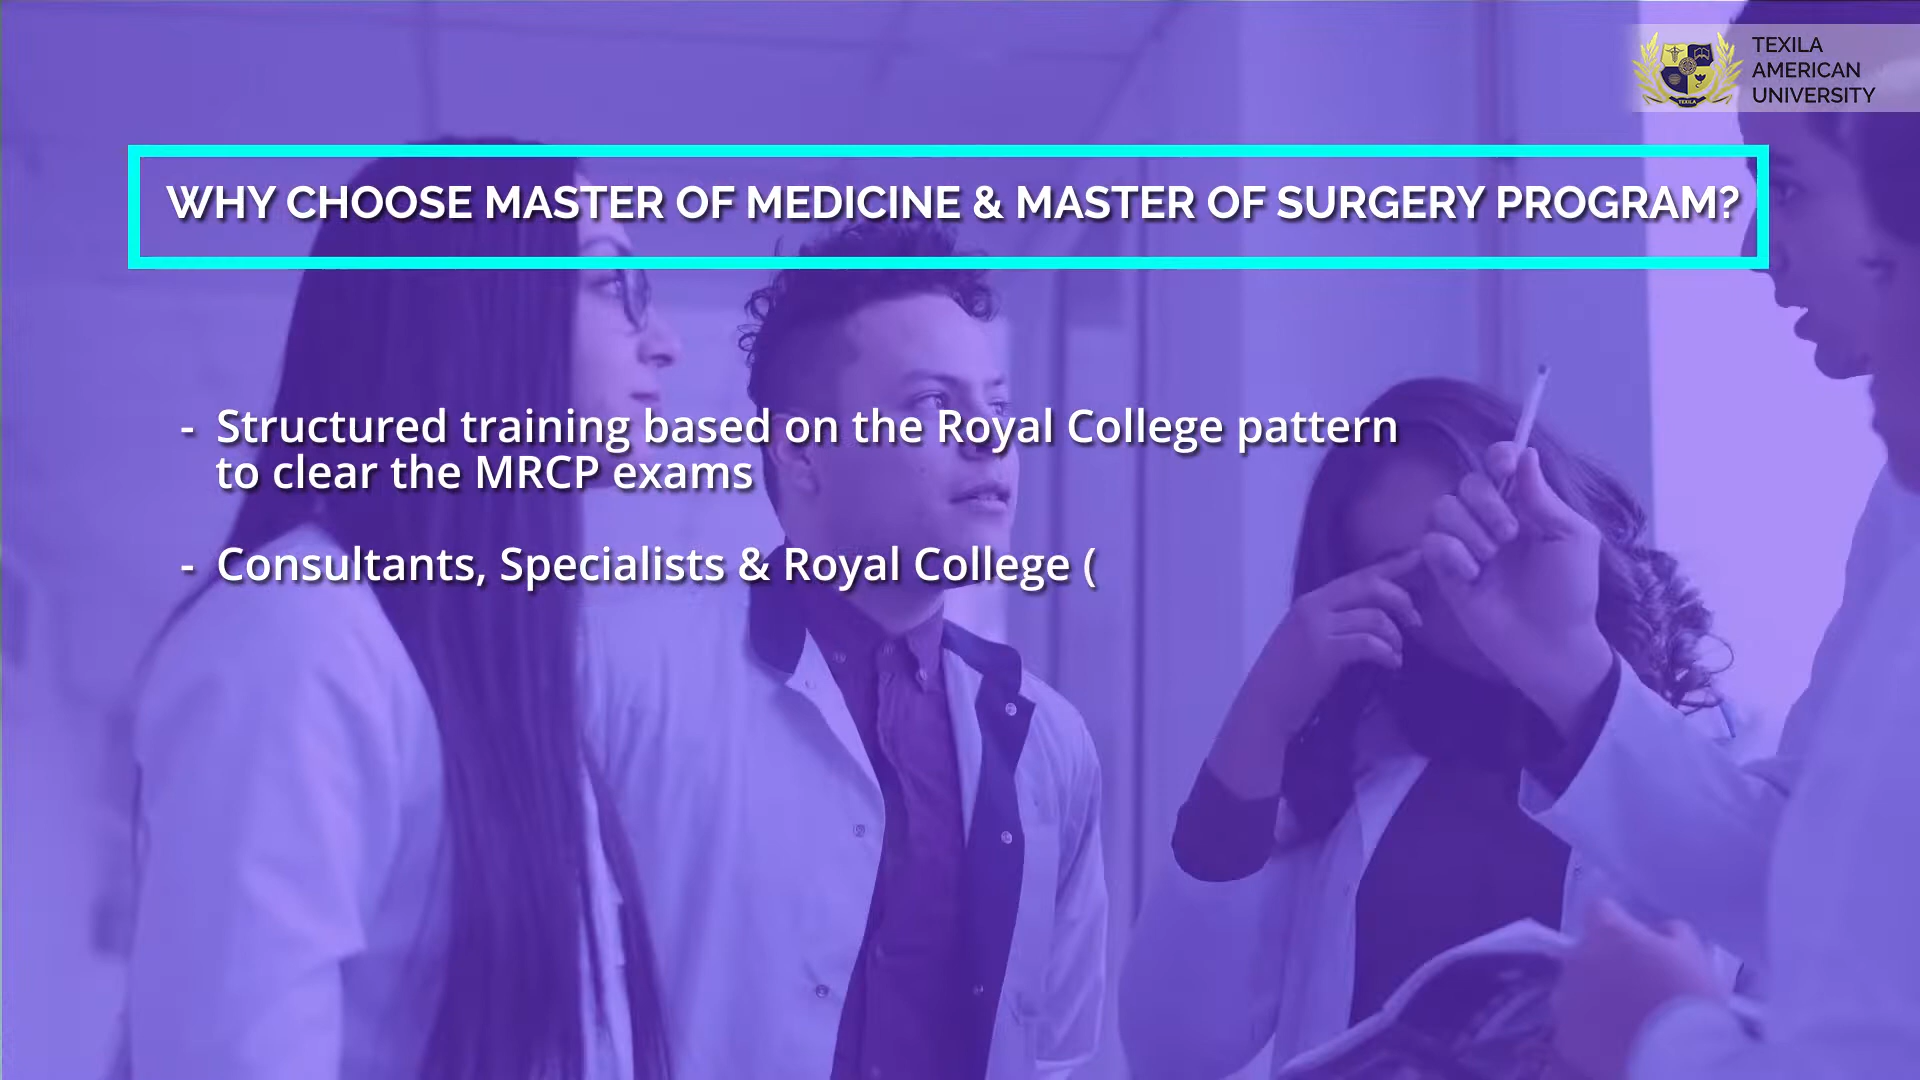 TEXILA
AMERICAN
UNIVERSITY
TEXILA
WHY CHOOSE MASTER OF MEDICINE & MASTER OF SURGERY PROGRAM?
- Structured training based on the Royal College pattern
to clear the MRCP exams
- Consultants, Specialists & Royal College (